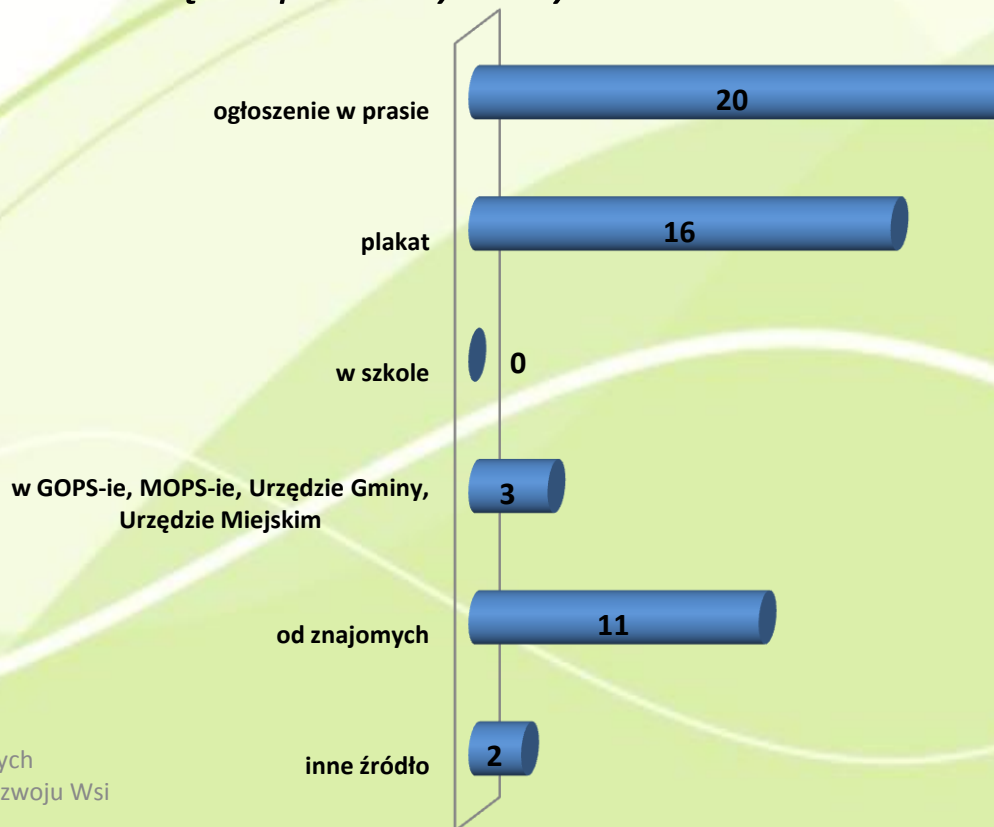 ogłoszenie w prasie
20
plakat
16
w szkole
0
w GOPS-ie, MOPS-ie, Urzędzie Gminy,
Urzędzie Miejskim
3
od znajomych
11
inne źródło
2
zwoju Wsi